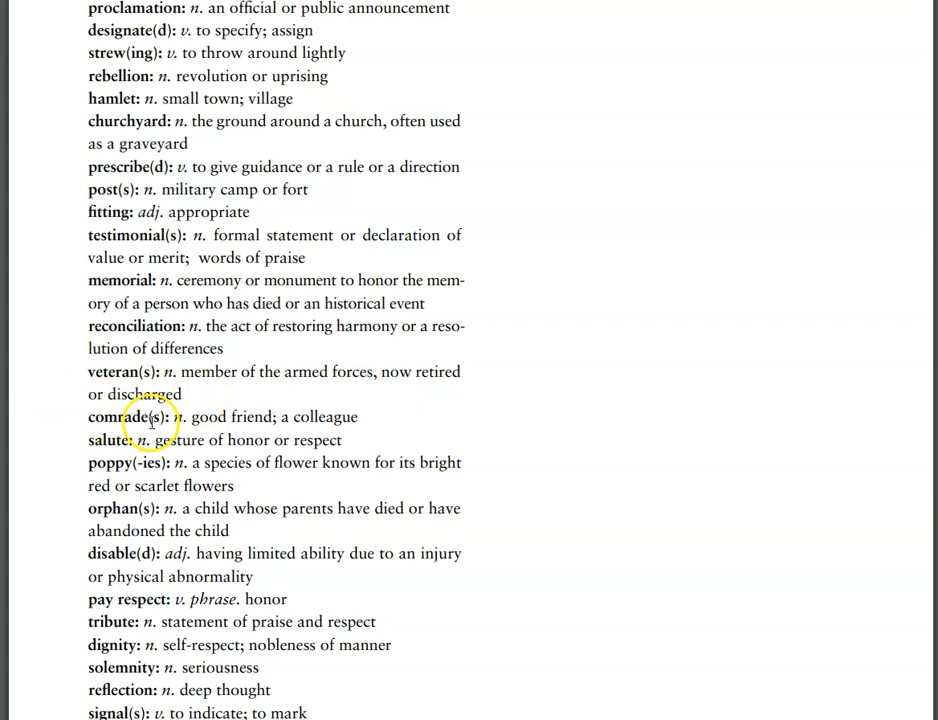 proclamation: n. an official or public announcement
designate(d): v. to specify; assign
strew(ing): v. to throw around lightly
rebellion: n. revolution or uprising
hamlet: n. small town; village
churchyard: n. the ground around a church, often used
as a graveyard
prescribe(d): v. to give guidance or a rule or a direction
post(s): n. military camp or fort
fitting: adj. appropriate
testimonial(s): n. formal statement or declaration of
value or merit; words of praise
memorial: n. ceremony or monument to honor the mem-
ory of a person who has died or an historical event
reconciliation: n. the act of restoring harmony or a reso-
lution of differences
veteran(s): n. member of the armed forces, now retired
or discharged
comrade(s): n. good friend; a colleague
salute: n. gesture of honor or respect
poppy(-ies): n. a species of flower known for its bright
red or scarlet flowers
orphan(s): n. a child whose parents have died or have
abandoned the child
disable(d): adj. having limited ability due to an injury
or physical abnormality
pay respect: v. phrase. honor
tribute: n. statement of praise and respect
dignity: n. self-respect; nobleness of manner
solemnity: n. seriousness
reflection: n. deep thought
signal(s): v. to indicate; to mark